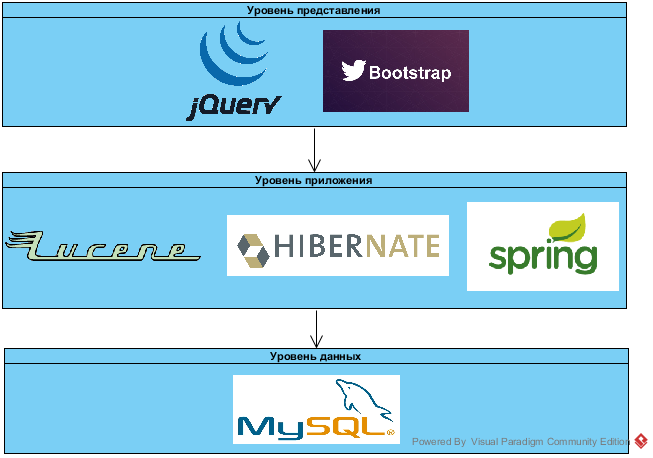 Уровень представления
jQuery
Bootstrap
Уровень приложения
Lucene
HIBERNATE
spring
Уровень данных
MySQL®
Powered By Visual Paradigm Community Edition